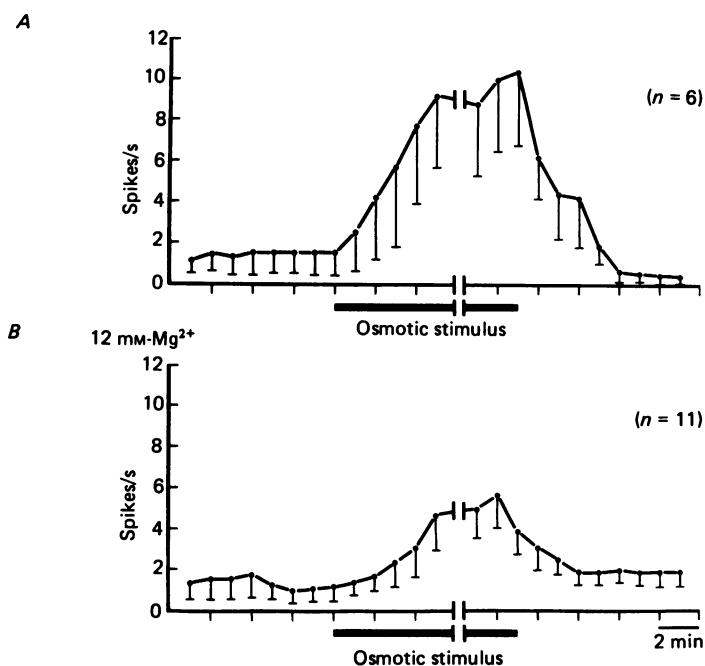 A
12
10
8
6
4
2
0
Spikes/s
(n = 6)
Osmotic stimulus
B
12 mM-Mg²⁺
12
10
8
6
4
2
0
Spikes/s
(n = 11)
2 min
Osmotic stimulus